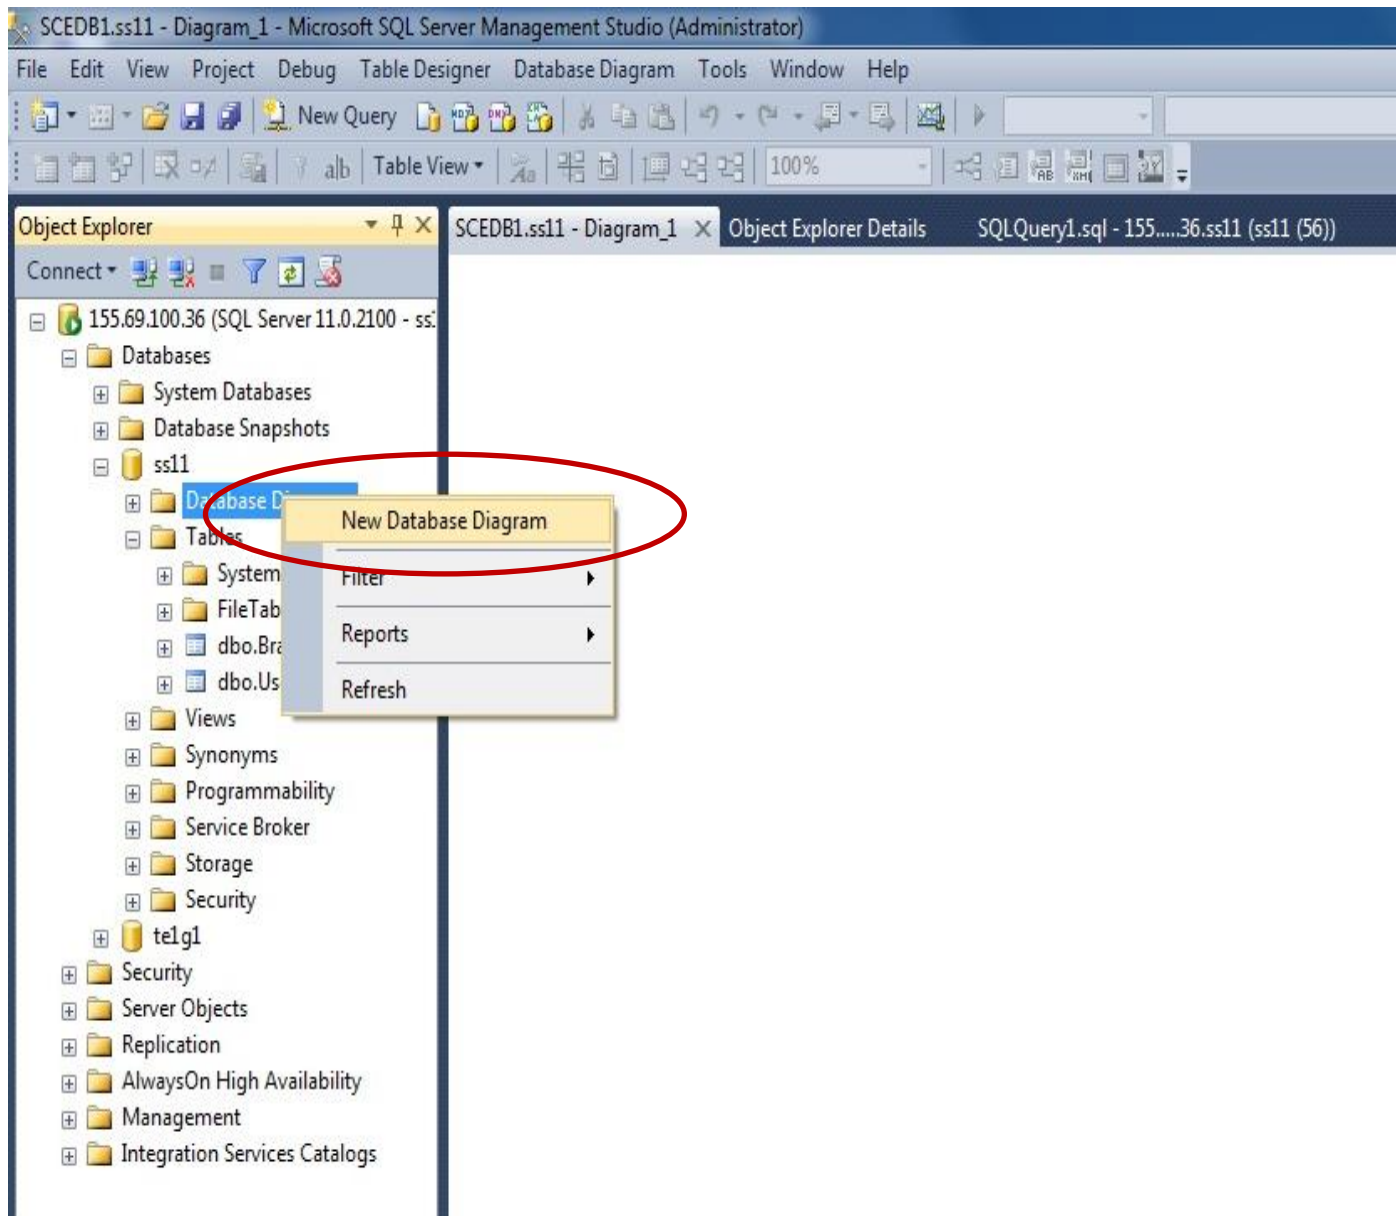 SCEDB1.ss11 - Diagram_1 - Microsoft SQL Server Management Studio (Administrator)
File Edit View Project Debug Table Designer Database Diagram Tools Window Help
New Query
Table View 100%
Object Explorer
SCEDB1.ss11 - Diagram_1 Object Explorer Details SQLQuery1.sql - 155.....36.ss11 (ss11 (56))
Connect
155.69.100.36 (SQL Server 11.0.2100 - ss1
Databases
System Databases
Database Snapshots
ss11
Database D
New Database Diagram
Tables
System
Filter
FileTab
Reports
dbo.Bra
dbo.Us
Refresh
Views
Synonyms
Programmability
Service Broker
Storage
Security
te1g1
Security
Server Objects
Replication
AlwaysOn High Availability
Management
Integration Services Catalogs